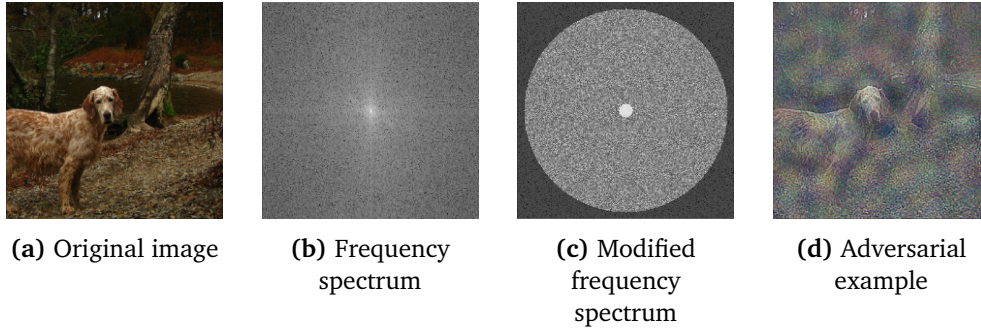 (a) Original image
(b) Frequency
spectrum
(c) Modified
frequency
spectrum
(d) Adversarial
example